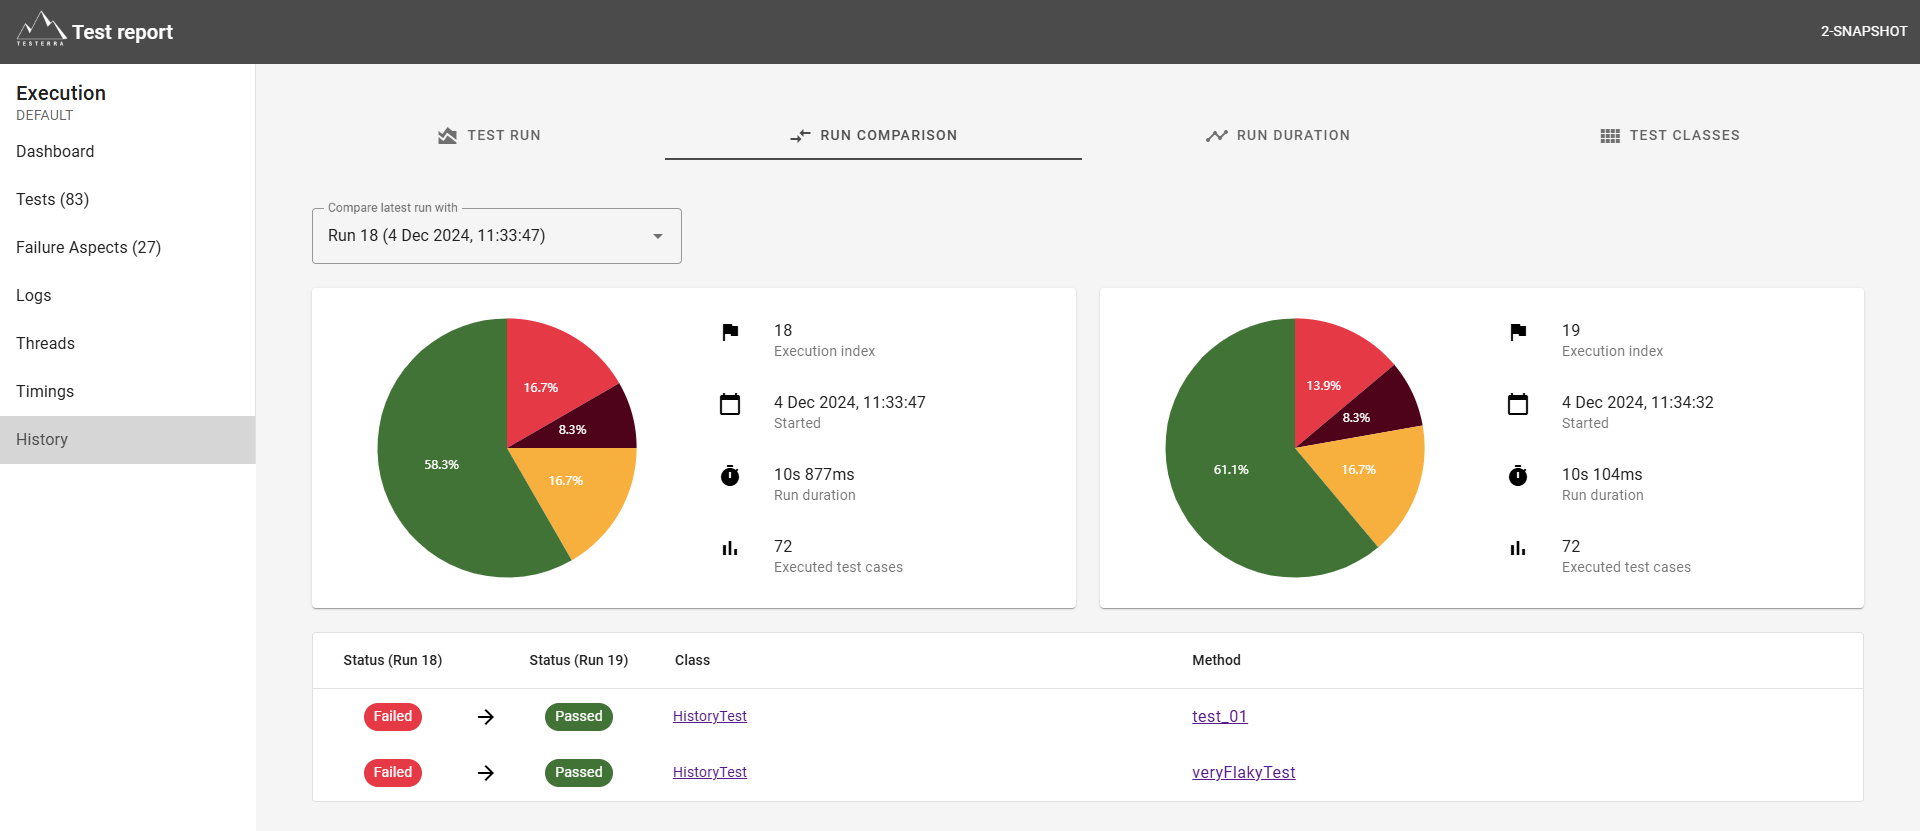 TESTERRA
Test report
2-SNAPSHOT
Execution
DEFAULT
Dashboard
Tests (83)
Failure Aspects (27)
Logs
Threads
Timings
History
TEST RUN
RUN COMPARISON
RUN DURATION
TEST CLASSES
Compare latest run with
Run 18 (4 Dec 2024, 11:33:47)
16.7%
8.3%
16.7%
58.3%
18
Execution index
4 Dec 2024, 11:33:47
Started
10s 877ms
Run duration
72
Executed test cases
13.9%
8.3%
16.7%
61.1%
19
Execution index
4 Dec 2024, 11:34:32
Started
10s 104ms
Run duration
72
Executed test cases
Status (Run 18) Status (Run 19) Class Method
Failed Passed HistoryTest test_01
Failed Passed HistoryTest veryFlakyTest